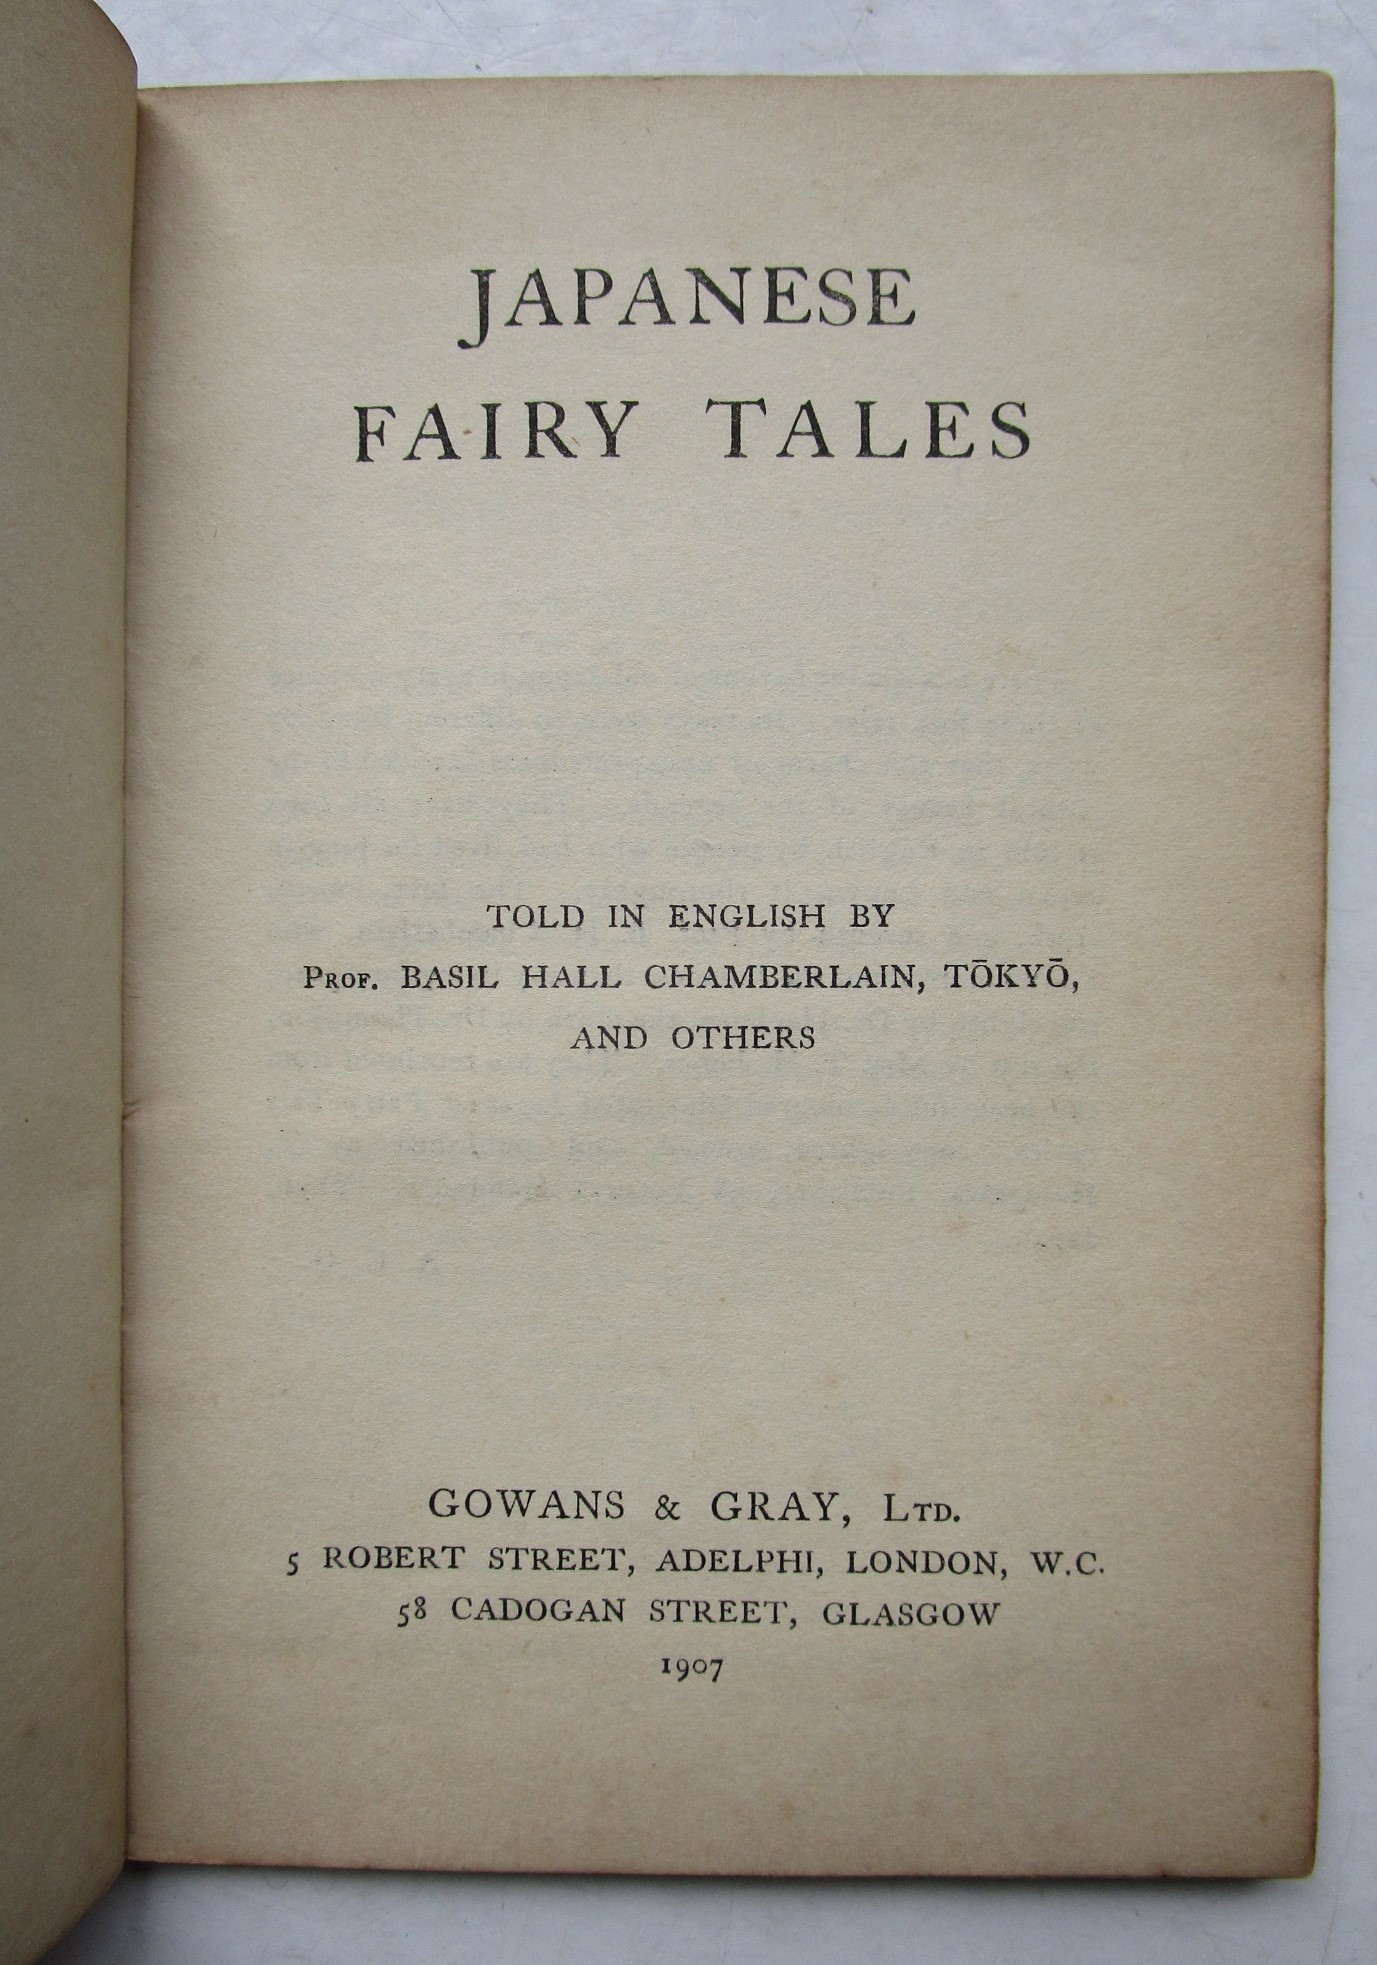 JAPANESE
FAIRY TALES
TOLD IN ENGLISH BY
PROF. BASIL HALL CHAMBERLAIN, TŌKYŌ,
AND OTHERS
GOWANS & GRAY, LTD.
5 ROBERT STREET, ADELPHI, LONDON, W.C.
58 CADOGAN STREET, GLASGOW
1907